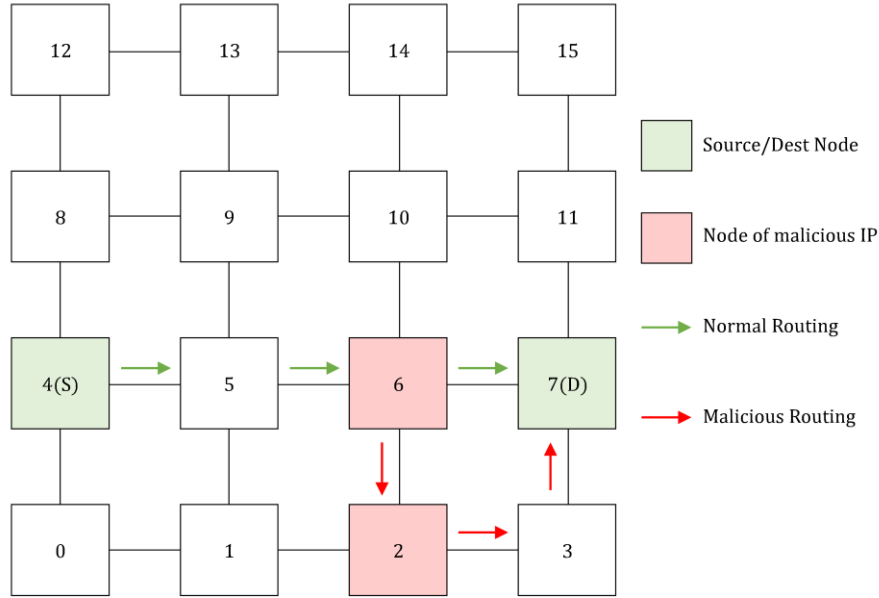 12 13 14 15
8 9 10 11
4(S) 5 6 7(D)
0 1 2 3
Source/Dest Node
Node of malicious IP
Normal Routing
Malicious Routing